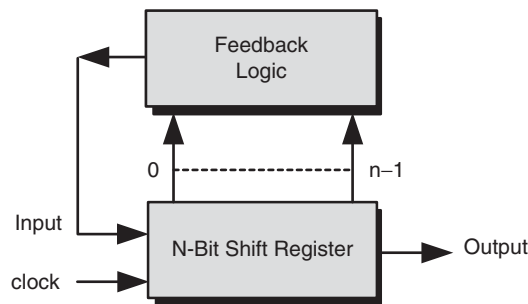 Feedback
Logic
0
n–1
Input
N-Bit Shift Register
Output
clock